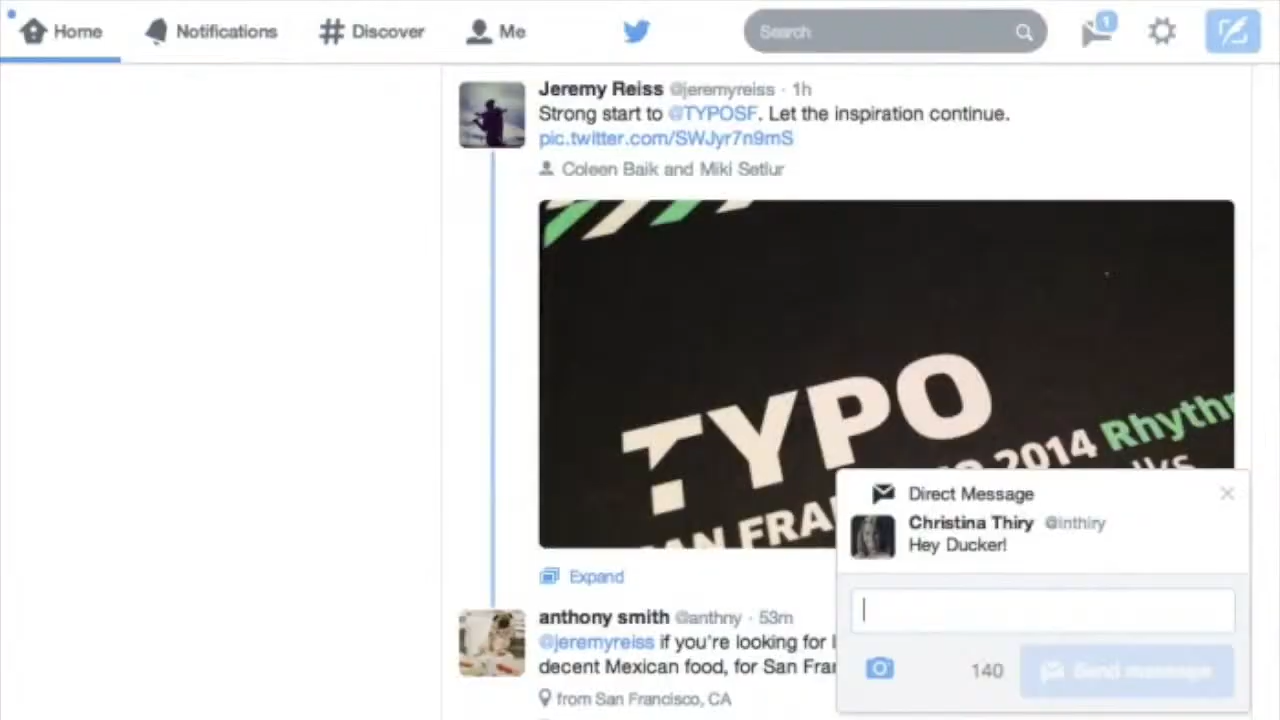 Home
Notifications
# Discover
Me
Search
1
Jeremy Reiss @jeremyreiss · 1h
Strong start to @TYPOSF. Let the inspiration continue.
pic.twitter.com/SWJyr7n9mS
Coleen Baik and Miki Setlur
TYPO
2014 Rhythm
Expand
Direct Message
Christina Thiry @inthiry
Hey Ducker!
140
Send message
anthony smith @anthny · 53m
@jeremyreiss if you're looking for
decent Mexican food, for San Fran
from San Francisco, CA